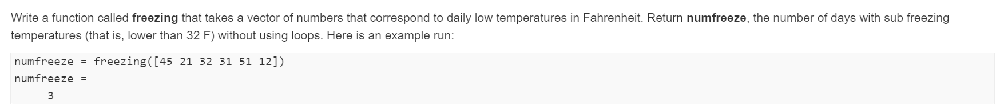 Write a function called freezing that takes a vector of numbers that correspond to daily low temperatures in Fahrenheit. Return numfreeze, the number of days with sub freezing
temperatures (that is, lower than 32 F) without using loops. Here is an example run:
numfreeze = freezing([45 21 32 31 51 12])
numfreeze =
3